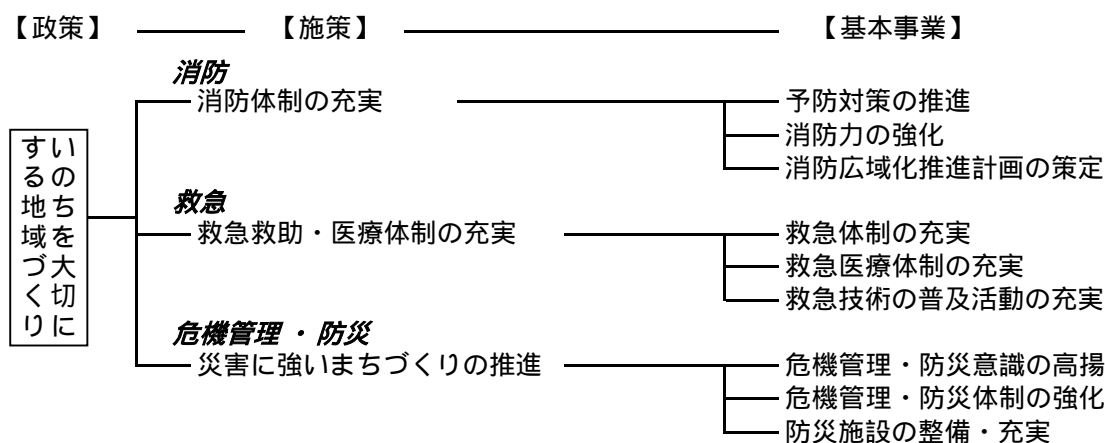 【政策】 【施策】 【基本事業】
いのちを大切に
する地域づくり
消防
消防体制の充実
予防対策の推進
消防力の強化
消防広域化推進計画の策定
救急
救急救助・医療体制の充実
救急体制の充実
救急医療体制の充実
救急技術の普及活動の充実
危機管理・防災
災害に強いまちづくりの推進
危機管理・防災意識の高揚
危機管理・防災体制の強化
防災施設の整備・充実